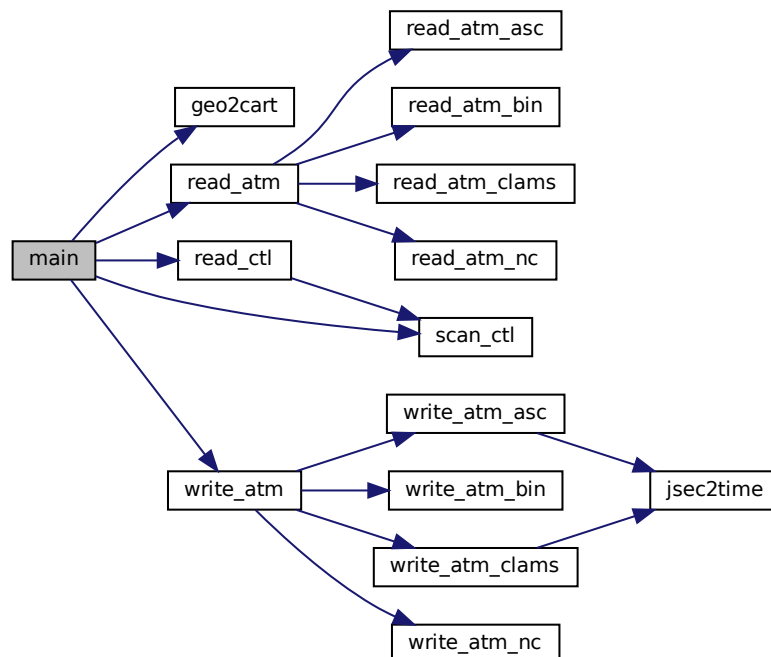 read_atm_asc
geo2cart
read_atm_bin
read_atm
read_atm_clams
main
read_ctl
read_atm_nc
scan_ctl
write_atm_asc
write_atm
write_atm_bin
jsec2time
write_atm_clams
write_atm_nc